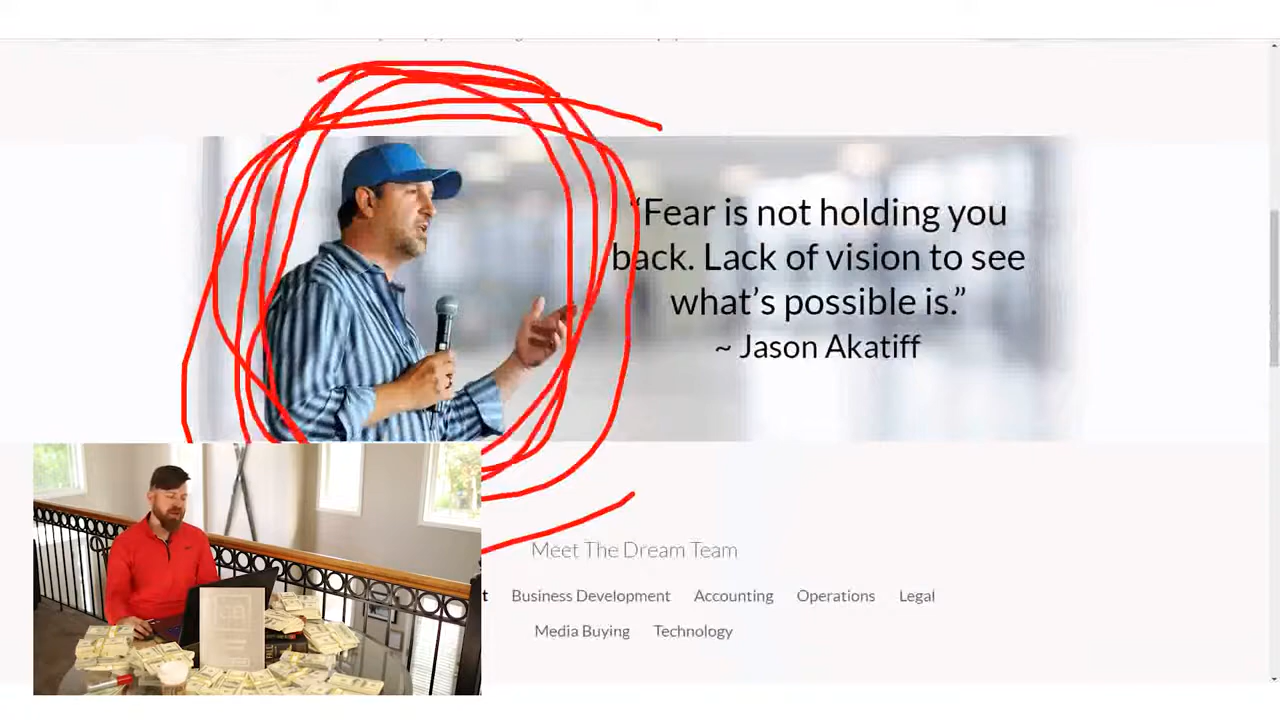 “Fear is not holding you
back. Lack of vision to see
what’s possible is.”
~ Jason Akatiff
Meet The Dream Team
Business Development Accounting Operations Legal
Media Buying Technology